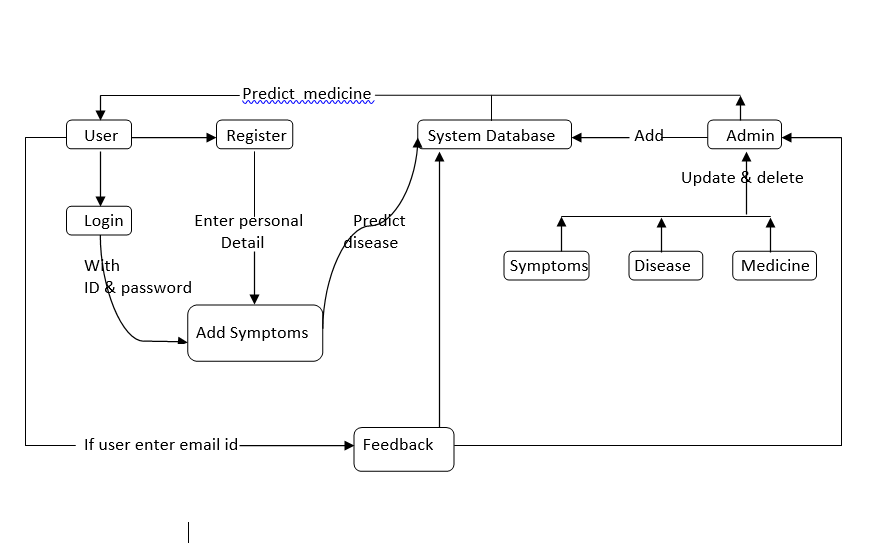 Predict  medicine
User
Register
System Database
Add
Admin
Update & delete
Login
Enter personal
Detail
Predict
disease
With
ID & password
Symptoms
Disease
Medicine
Add Symptoms
If user enter email id
Feedback